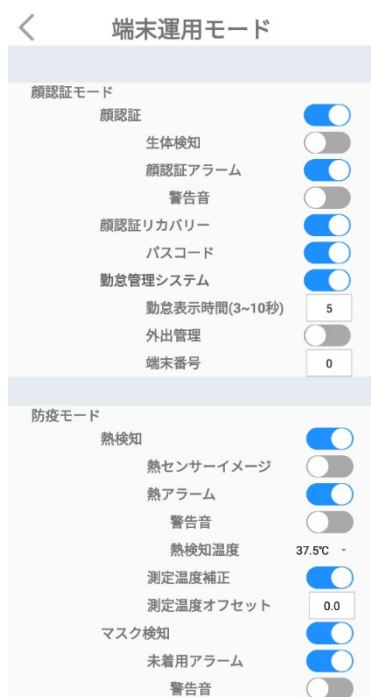 端末運用モード
顔認証モード
顔認証
生体検知
顔認証アラーム
警告音
顔認証リカバリー
パスコード
勤怠管理システム
勤怠表示時間(3~10秒) 5
外出管理
端末番号 0
防疫モード
熱検知
熱センサーイメージ
熱アラーム
警告音
熱検知温度 37.5℃
測定温度補正
測定温度オフセット 0.0
マスク検知
未着用アラーム
警告音